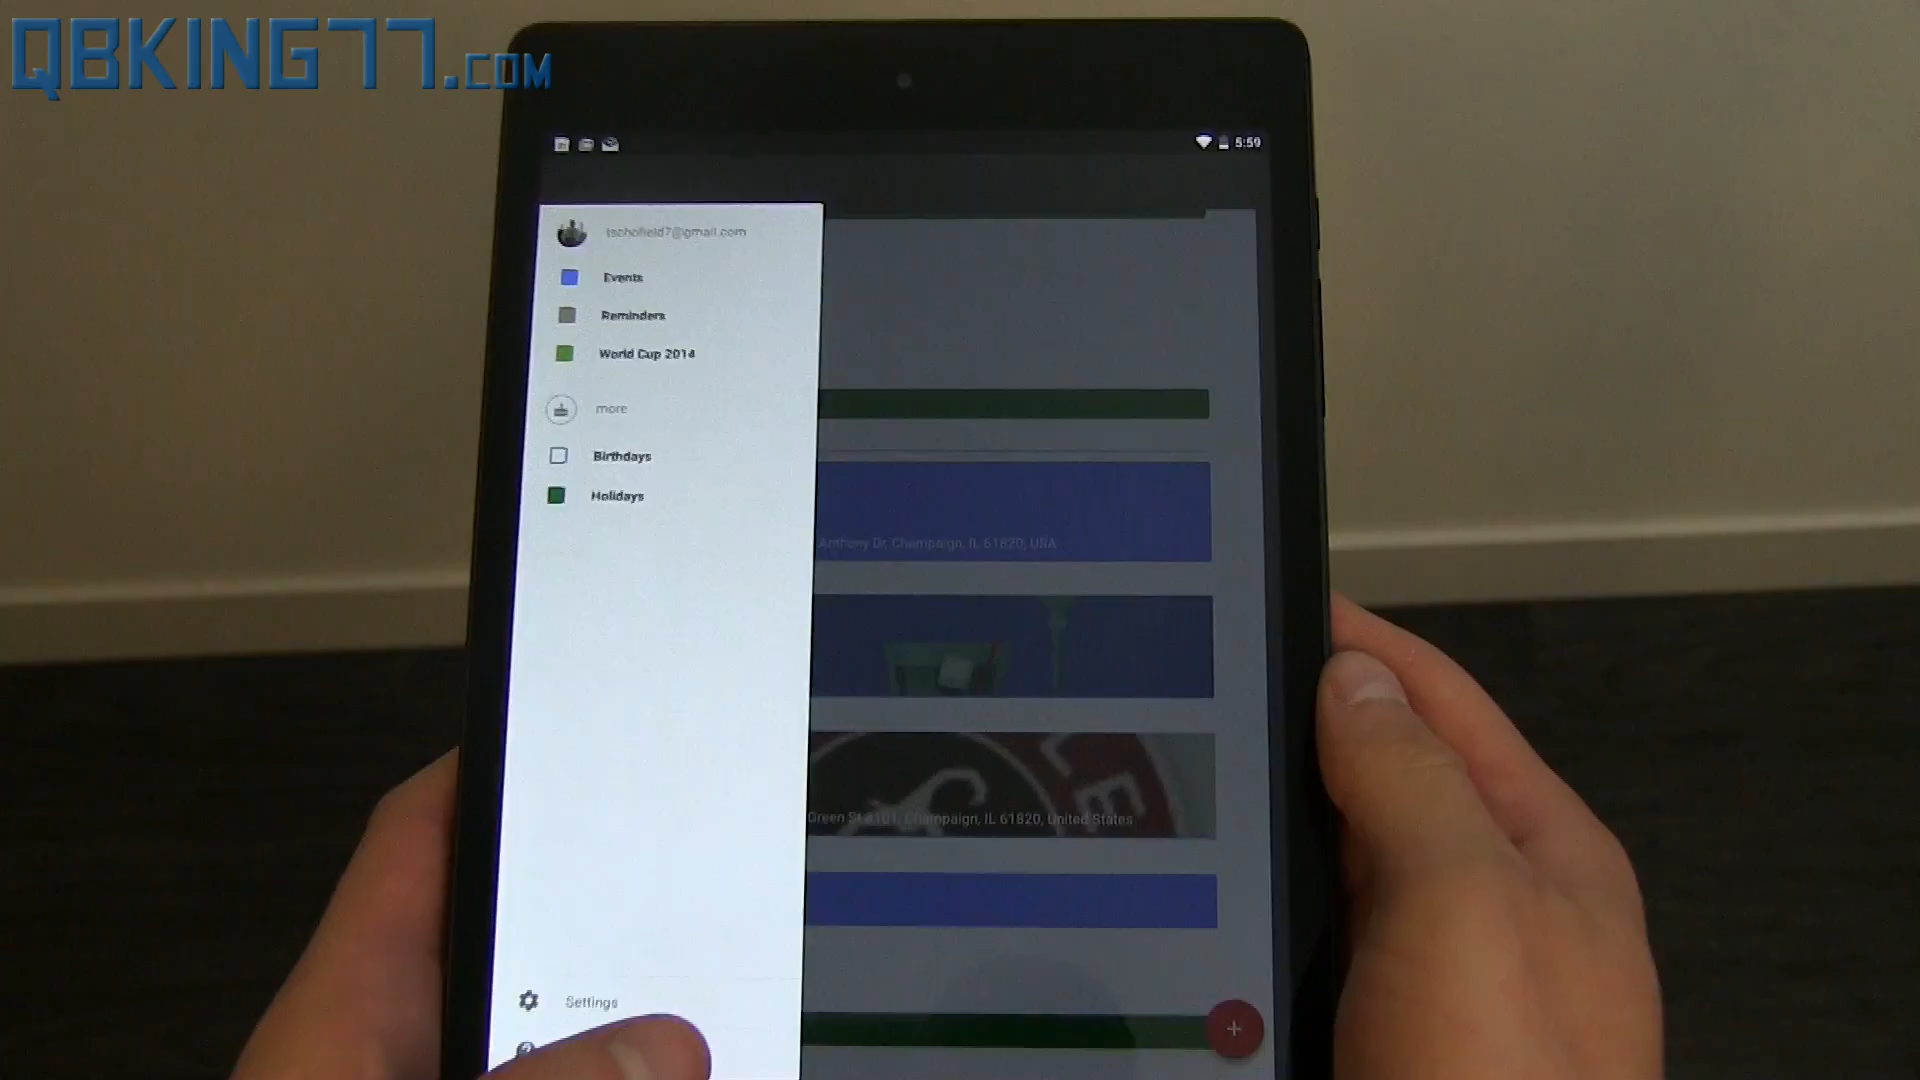 QBKING77.COM
5:59
tschofield7@gmail.com
Events
Reminders
World Cup 2014
more
Birthdays
Holidays
Anthony Dr, Champaign, IL 61820, USA
LE
Green St #101, Champaign, IL 61820, United States
Settings
+